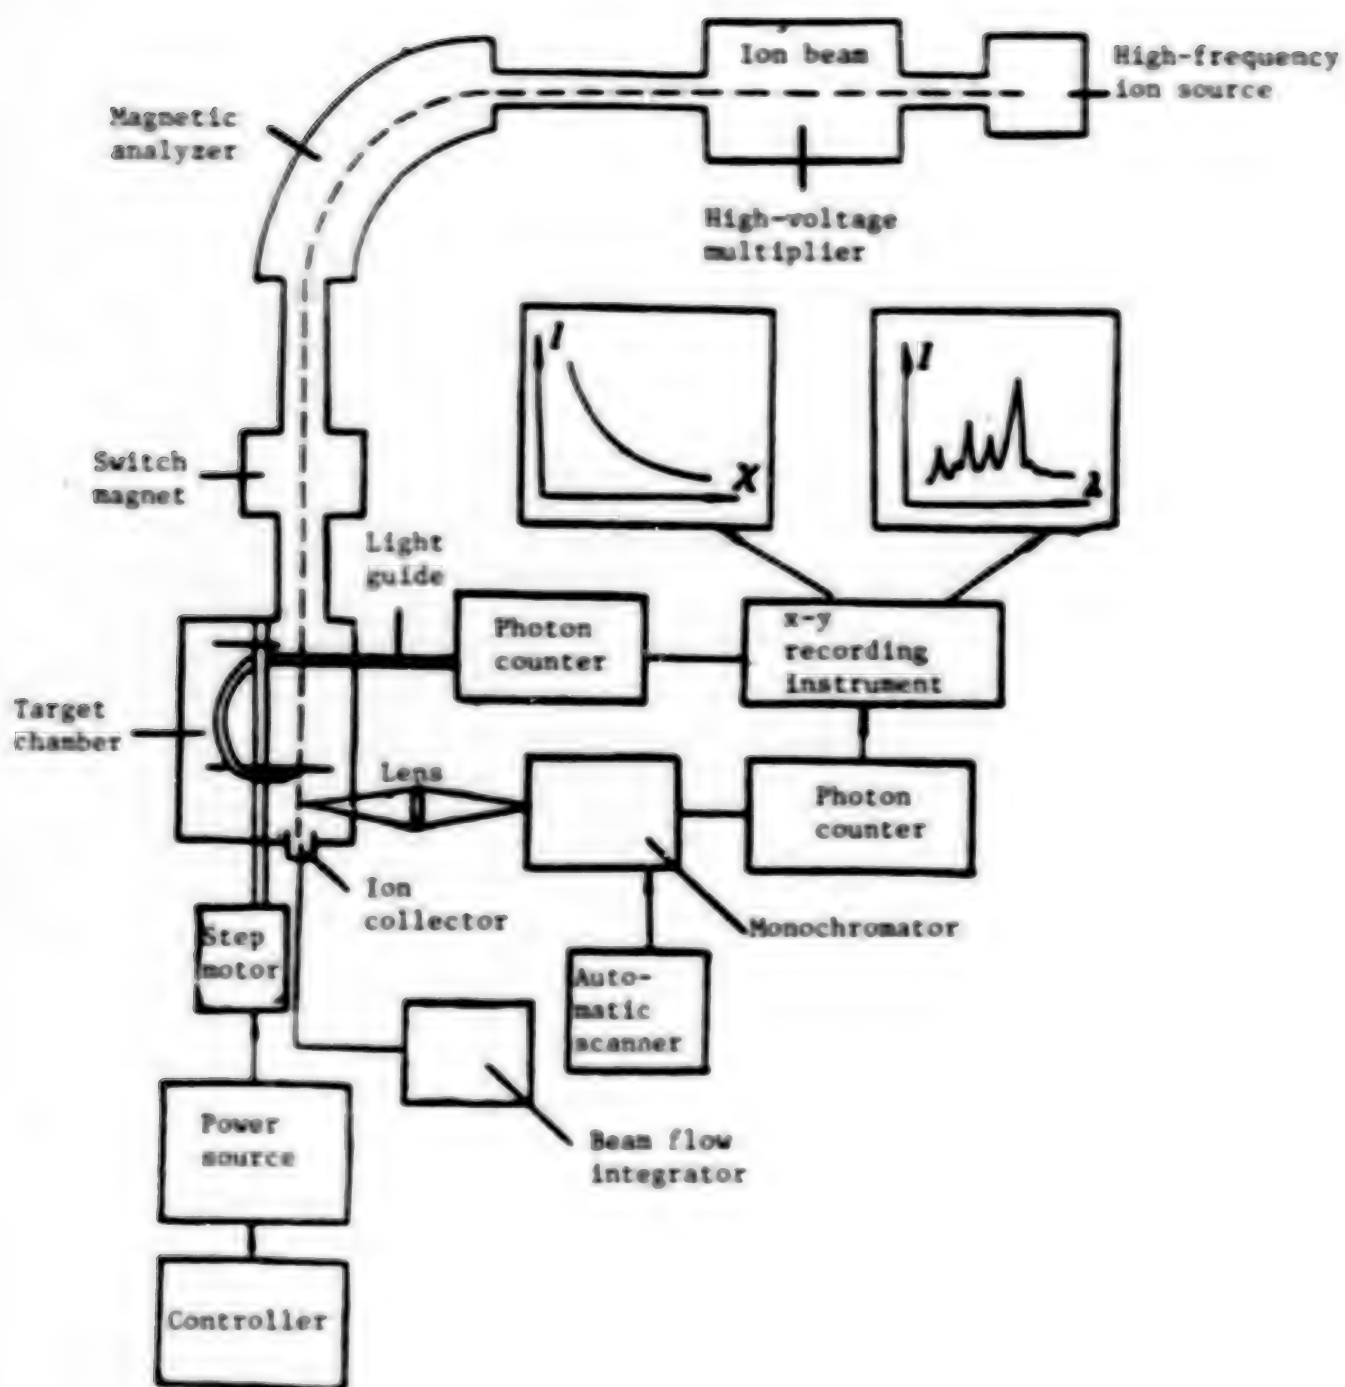 Ion beam
High-frequency
ion source
Magnetic
analyzer
High-voltage
multiplier
I
X
I
λ
Switch
magnet
Light
guide
Photon
counter
x-y
recording
instrument
Target
chamber
Lens
Photon
counter
Ion
collector
Monochromator
Step
motor
Auto-
matic
scanner
Power
source
Beam flow
integrator
Controller